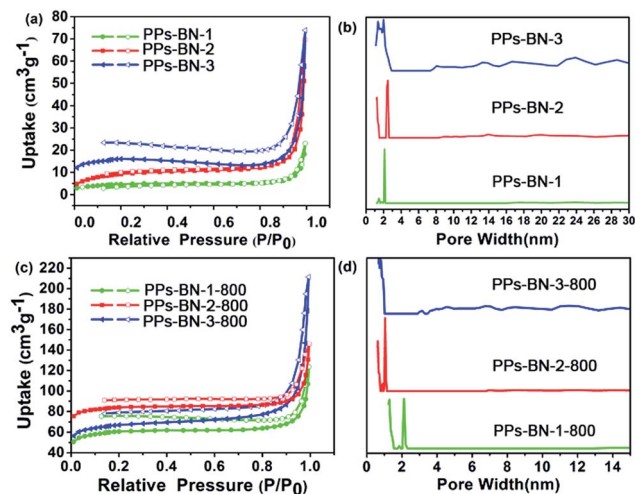 (a)
PPs-BN-1
PPs-BN-2
PPs-BN-3
80
70
60
50
40
30
20
10
0
Uptake (cm3g-1)
0.0 0.2 0.4 0.6 0.8 1.0
Relative Pressure (P/P0)
(b)
PPs-BN-3
PPs-BN-2
PPs-BN-1
0 2 4 6 8 10 12 14 16 18 20 22 24 26 28 30
Pore Width(nm)
(c)
PPs-BN-1-800
PPs-BN-2-800
PPs-BN-3-800
220
200
180
160
140
120
100
80
60
40
Uptake (cm3g-1)
0.0 0.2 0.4 0.6 0.8 1.0
Relative Pressure (P/P0)
(d)
PPs-BN-3-800
PPs-BN-2-800
PPs-BN-1-800
0 2 4 6 8 10 12 14
Pore Width(nm)